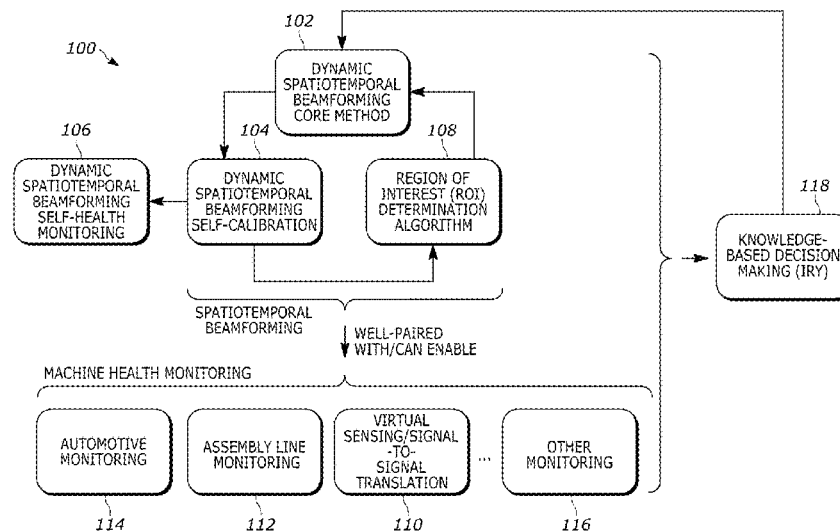 100
102
DYNAMIC
SPATIOTEMPORAL
BEAMFORMING
CORE METHOD
106
DYNAMIC
SPATIOTEMPORAL
BEAMFORMING
SELF-HEALTH
MONITORING
104
DYNAMIC
SPATIOTEMPORAL
BEAMFORMING
SELF-CALIBRATION
108
REGION OF
INTEREST (ROI)
DETERMINATION
ALGORITHM
118
KNOWLEDGE-
BASED DECISION
MAKING (IRY)
SPATIOTEMPORAL
BEAMFORMING
WELL-PAIRED
WITH/CAN ENABLE
MACHINE HEALTH MONITORING
AUTOMOTIVE
MONITORING
114
ASSEMBLY LINE
MONITORING
112
VIRTUAL
SENSING/SIGNAL
-TO-
SIGNAL
TRANSLATION
110
...
OTHER
MONITORING
116